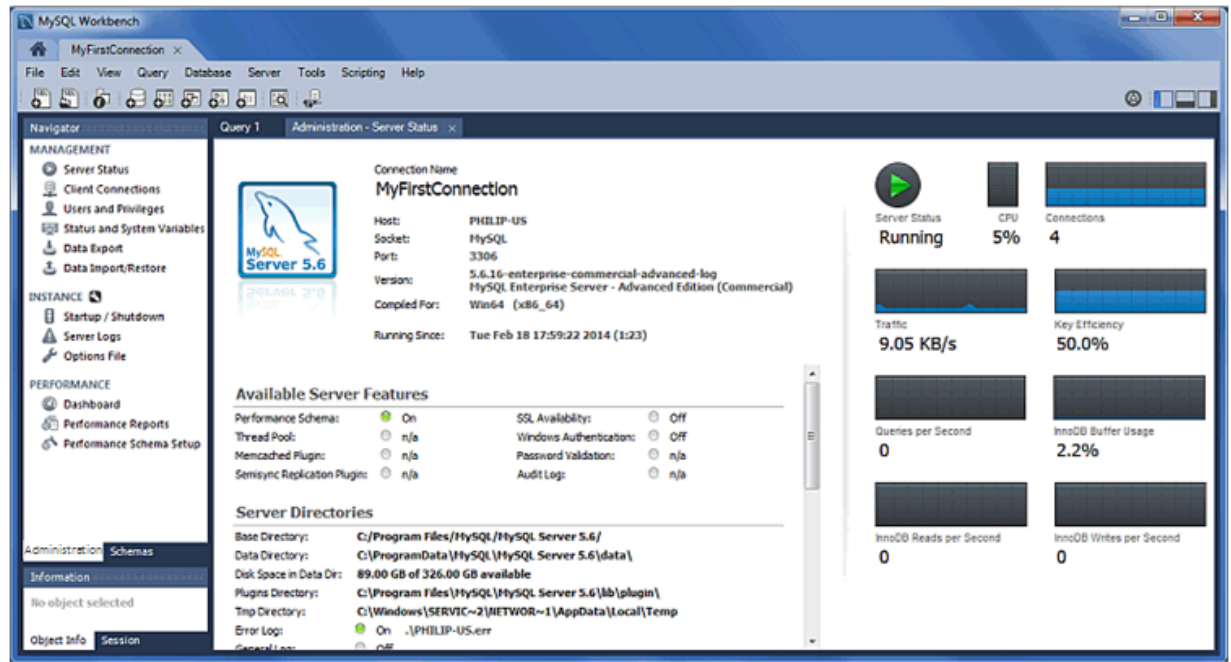 MySQL Workbench
MyFirstConnection ×
File Edit View Query Database Server Tools Scripting Help
Navigator
MANAGEMENT
Server Status
Client Connections
Users and Privileges
Status and System Variables
Data Export
Data Import/Restore
INSTANCE
Startup / Shutdown
Server Logs
Options File
PERFORMANCE
Dashboard
Performance Reports
Performance Schema Setup
Administration Schemas
Information
No object selected
Object Info Session
Query 1 Administration - Server Status ×
MySQL
Server 5.6
Connection Name
MyFirstConnection
Host: PHILIP-US
Socket: MySQL
Port: 3306
Version: 5.6.16-enterprise-commercial-advanced-log
MySQL Enterprise Server - Advanced Edition (Commercial)
Compiled For: Win64 (x86_64)
Running Since: Tue Feb 18 17:59:22 2014 (1:23)
Available Server Features
Performance Schema: On SSL Availability: Off
Thread Pool: n/a Windows Authentication: Off
Memcached Plugin: n/a Password Validation: n/a
Semisync Replication Plugin: n/a Audit Log: n/a
Server Directories
Base Directory: C:/Program Files/MySQL/MySQL Server 5.6/
Data Directory: C:\ProgramData\MySQL\MySQL Server 5.6\data\
Disk Space in Data Dir: 89.00 GB of 326.00 GB available
Plugins Directory: C:\Program Files\MySQL\MySQL Server 5.6\lib\plugin\
Tmp Directory: C:\Windows\SERVIC~2\NETWOR~1\AppData\Local\Temp
Error Log: On .\PHILIP-US.err
General Log: Off
Server Status CPU Connections
Running 5% 4
Traffic Key Efficiency
9.05 KB/s 50.0%
Queries per Second InnoDB Buffer Usage
0 2.2%
InnoDB Reads per Second InnoDB Writes per Second
0 0